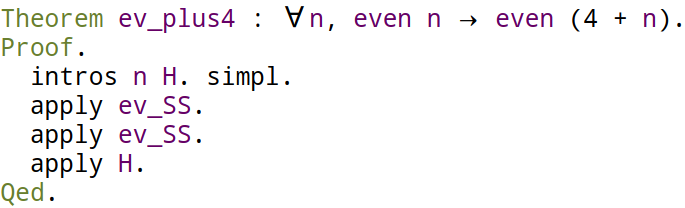 Theorem ev_plus4 : ∀n, even n → even (4 + n).
Proof.
  intros n H. simpl.
  apply ev_SS.
  apply ev_SS.
  apply H.
Qed.